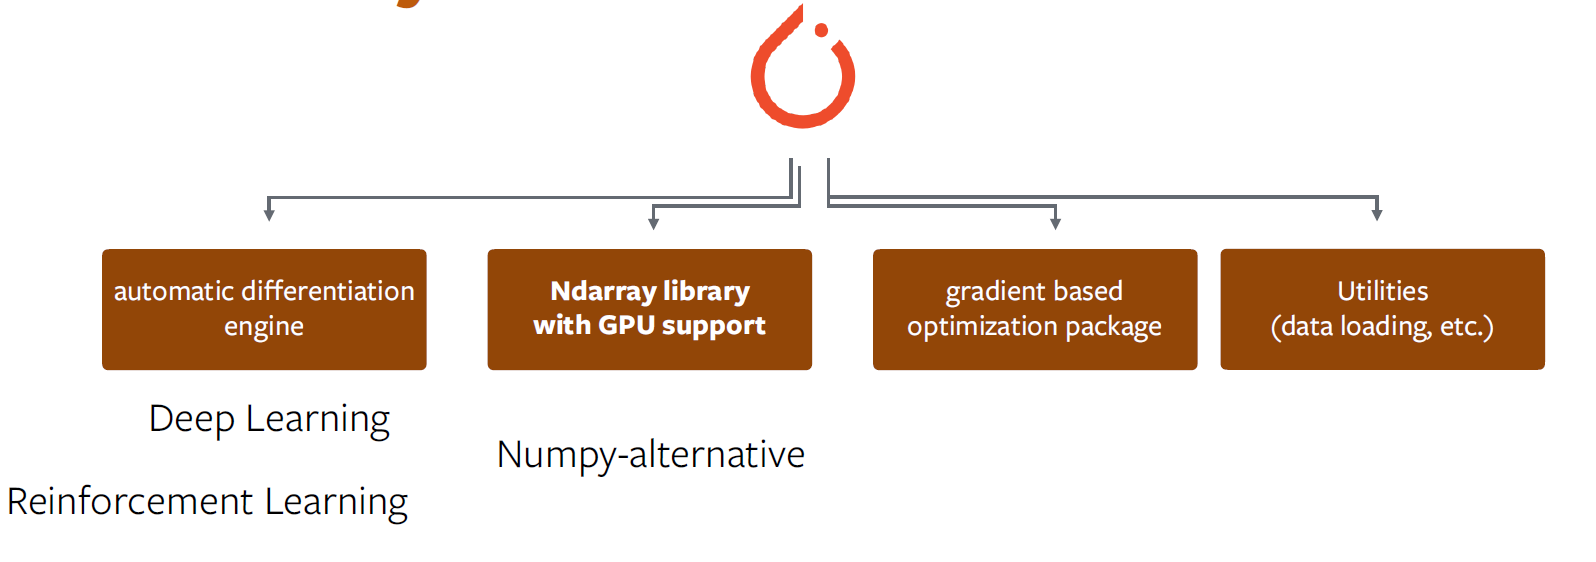 automatic differentiation
engine
Ndarray library
with GPU support
gradient based
optimization package
Utilities
(data loading, etc.)
Deep Learning
Numpy-alternative
Reinforcement Learning